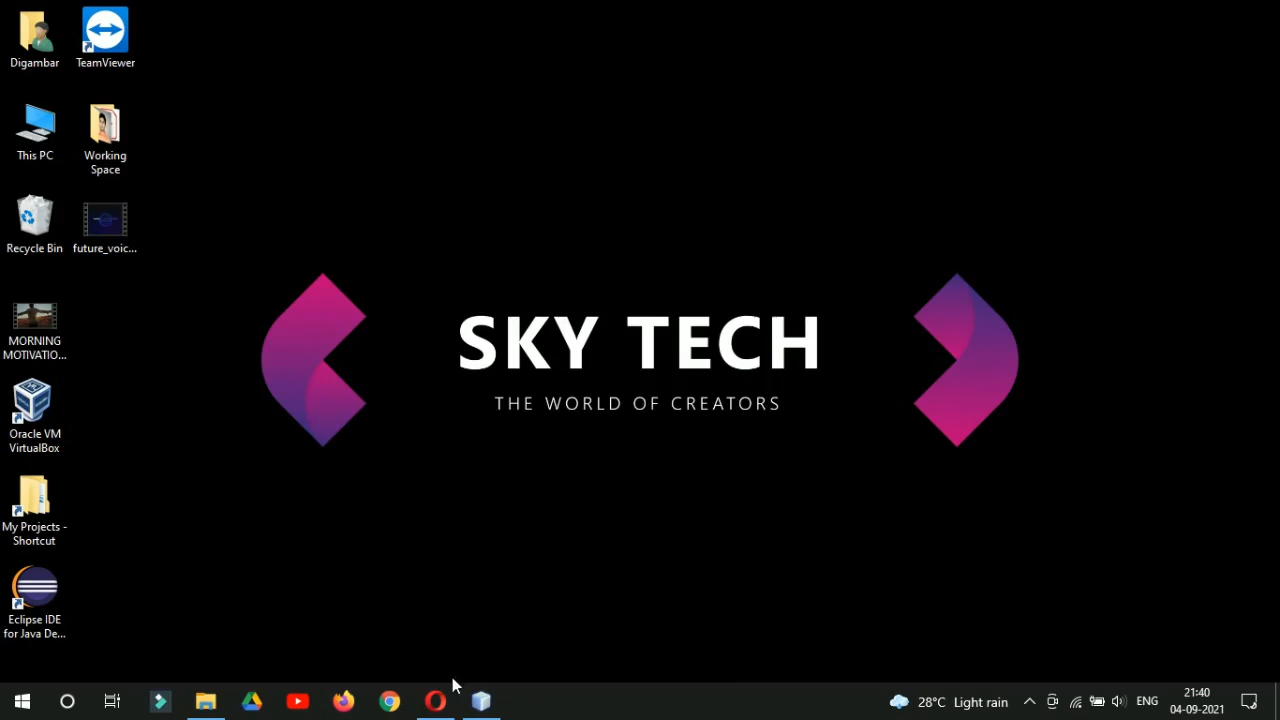 Digambar
TeamViewer
This PC
Working
Space
Recycle Bin
future_voic...
MORNING
MOTIVATIO...
Oracle VM
VirtualBox
My Projects -
Shortcut
Eclipse IDE
for Java De...
SKY TECH
THE WORLD OF CREATORS
28°C Light rain
ENG
21:40
04-09-2021